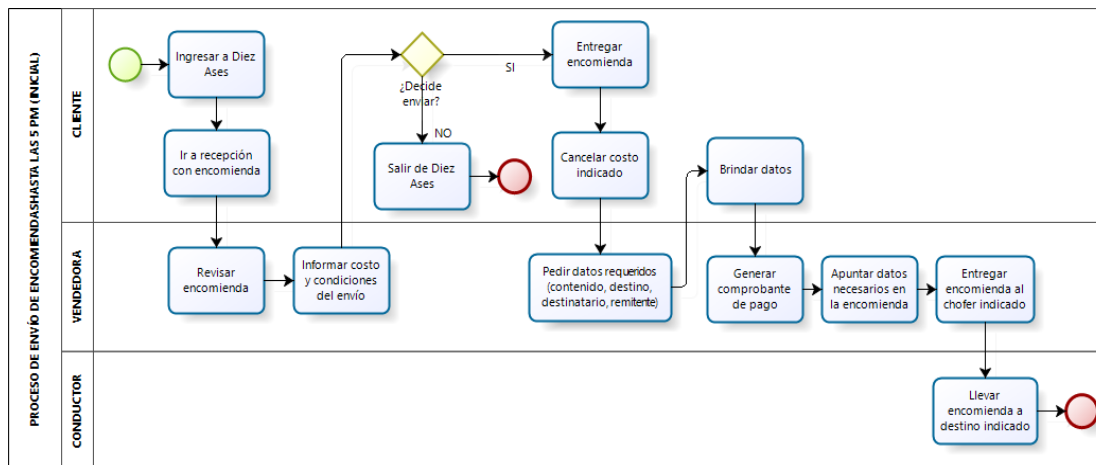 PROCESO DE ENVÍO DE ENCOMENDASHASTA LAS 5 PM (INICIAL)
CLIENTE
Ingresar a Diez
Ases
Ir a recepción
con encomienda
¿Decide
enviar?
SI
NO
Salir de Diez
Ases
Entregar
encomienda
Cancelar costo
indicado
Brindar datos
VENDEDORA
Revisar
encomienda
Informar costo
y condiciones
del envío
Pedir datos requeridos
(contenido, destino,
destinatario, remitente)
Generar
comprobante
de pago
Apuntar datos
necesarios en
la encomienda
Entregar
encomienda al
chofer indicado
CONDUCTOR
Llevar
encomienda a
destino indicado